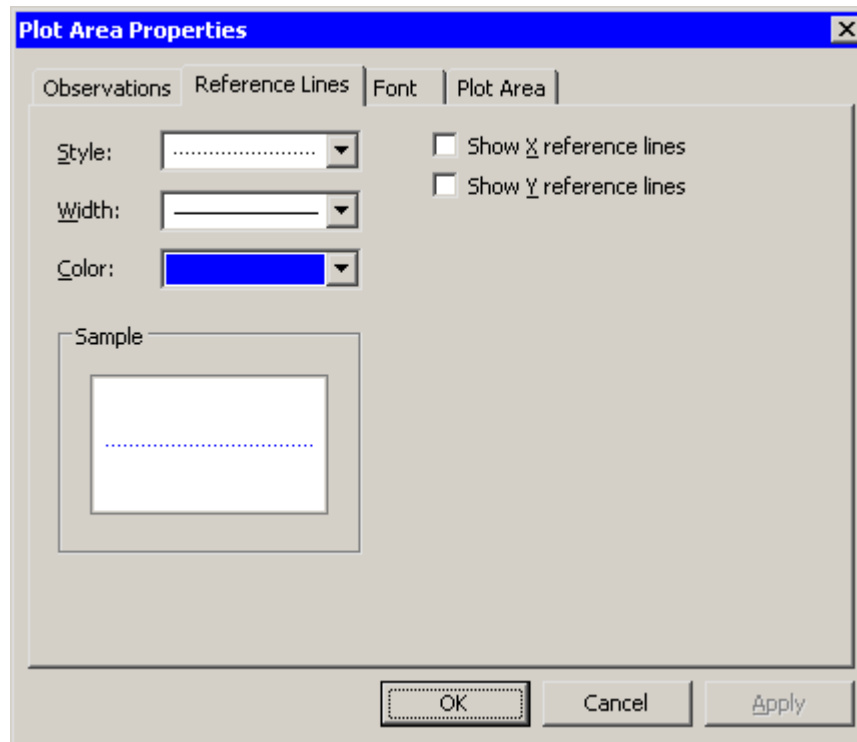 Plot Area Properties
Observations Reference Lines Font Plot Area
Style:
Show X reference lines
Show Y reference lines
Width:
Color:
Sample
OK Cancel Apply